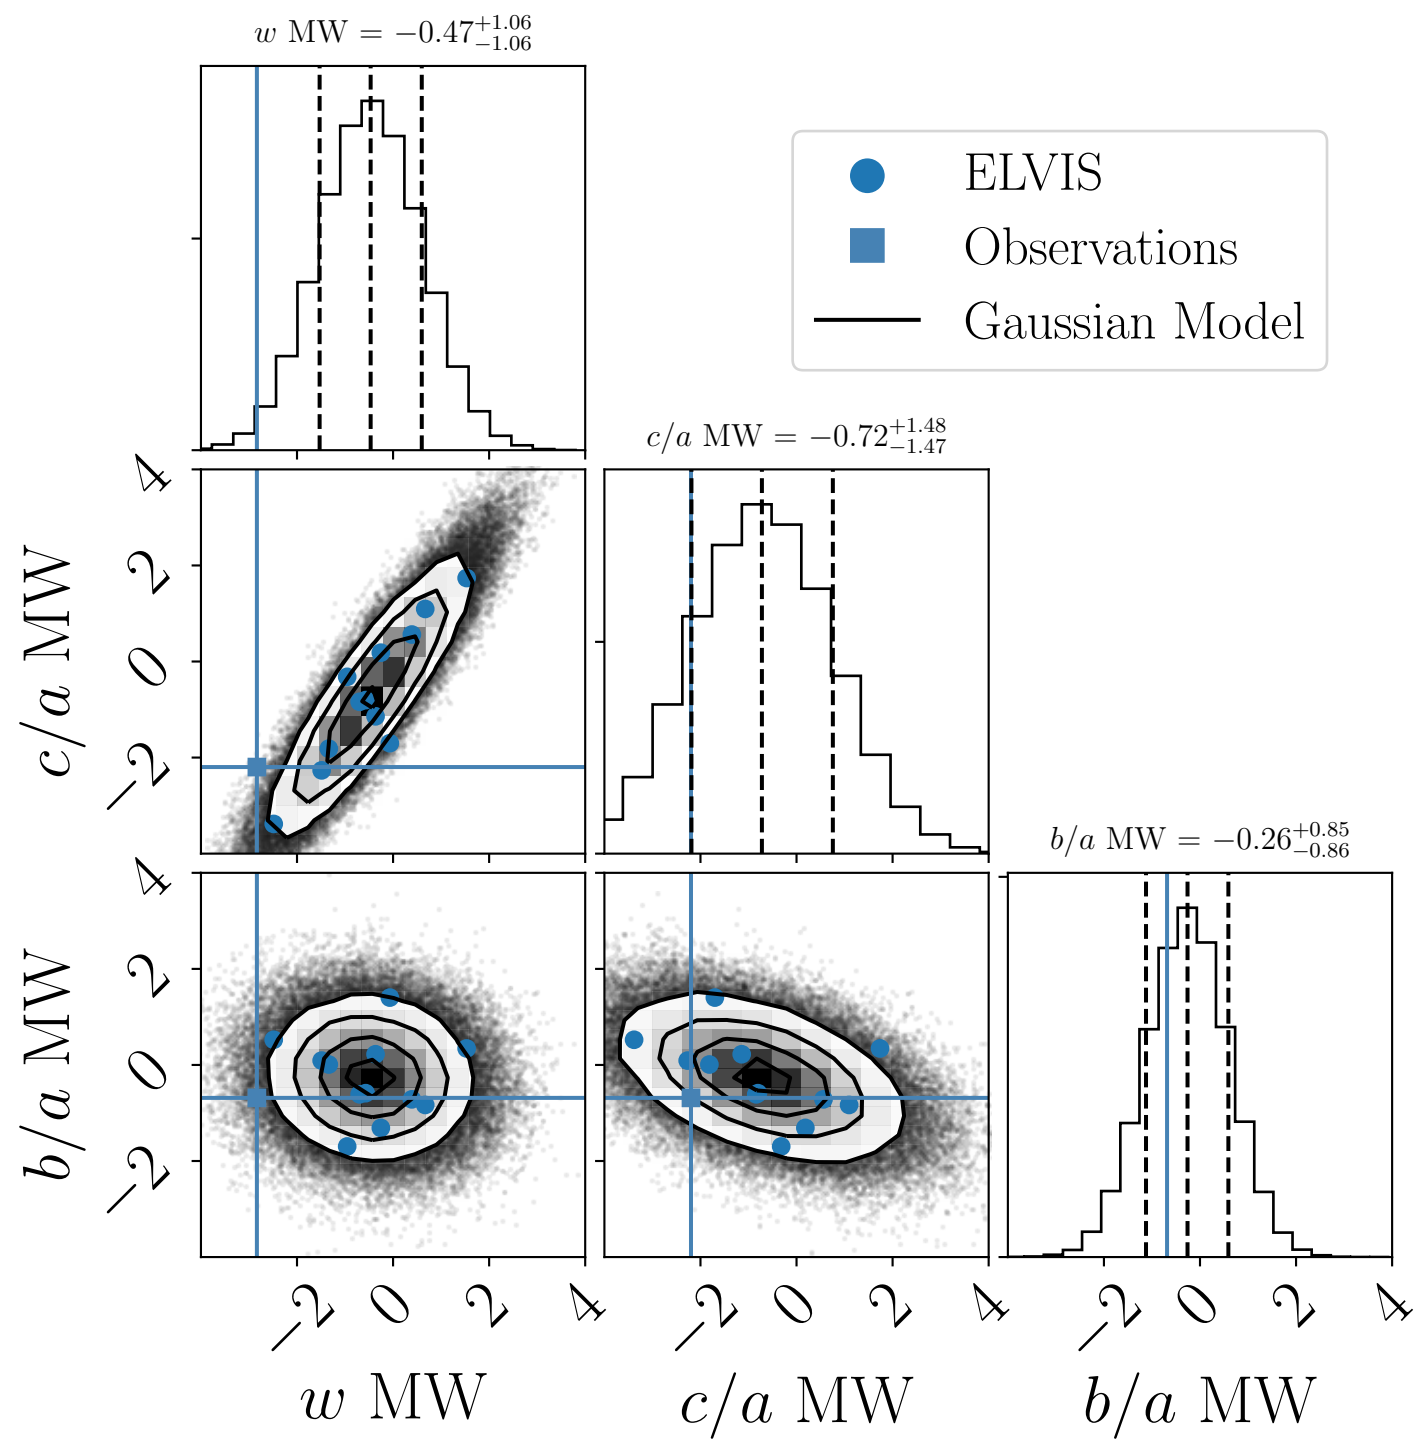 w MW = −0.47 +1.06 −1.06
ELVIS
Observations
Gaussian Model
c/a MW = −0.72 +1.48 −1.47
4
2
0
−2
c/a MW
b/a MW = −0.26 +0.85 −0.86
4
2
0
−2
b/a MW
−2 0 2 4 −2 0 2 4 −2 0 2 4
w MW c/a MW b/a MW